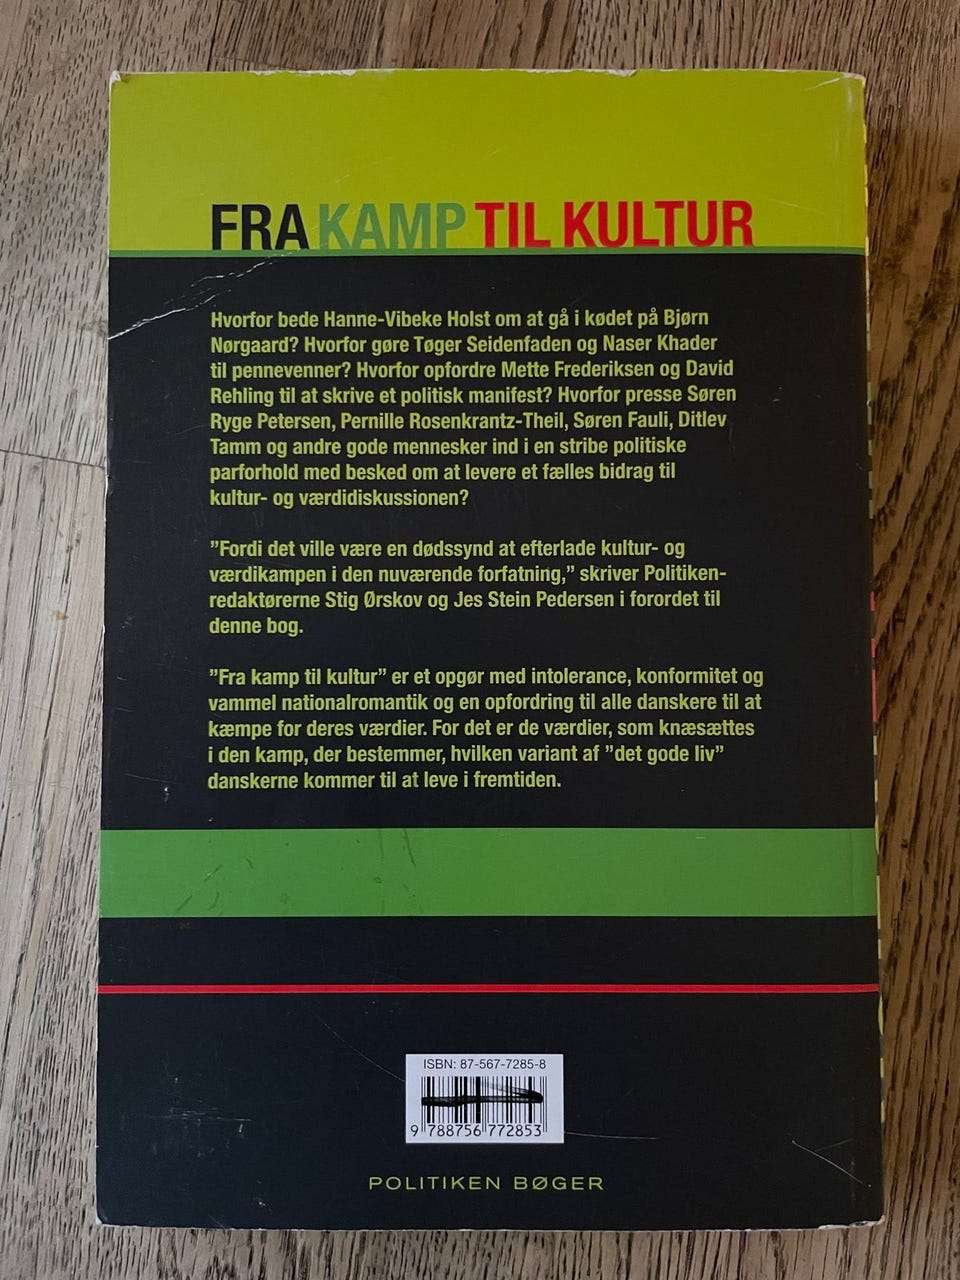 FRA KAMP TIL KULTUR
Hvorfor bede Hanne-Vibeke Holst om at gå i kødet på Bjørn
Nørgaard? Hvorfor gøre Tøger Seidenfaden og Naser Khader
til pennevenner? Hvorfor opfordre Mette Frederiksen og David
Rehling til at skrive et politisk manifest? Hvorfor presse Søren
Ryge Petersen, Pernille Rosenkrantz-Theil, Søren Fauli, Ditlev
Tamm og andre gode mennesker ind i en stribe politiske
parforhold med besked om at levere et fælles bidrag til
kultur- og værdidiskussionen?
”Fordi det ville være en dødssynd at efterlade kultur- og
værdikampen i den nuværende forfatning,” skriver Politiken-
redaktørerne Stig Ørskov og Jes Stein Pedersen i forordet til
denne bog.
”Fra kamp til kultur” er et opgør med intolerance, konformitet og
vammel nationalromantik og en opfordring til alle danskere til at
kæmpe for deres værdier. For det er de værdier, som knæsættes
i den kamp, der bestemmer, hvilken variant af ”det gode liv”
danskerne kommer til at leve i fremtiden.
ISBN: 87-567-7285-8
9 788756 772853
POLITIKEN BØGER